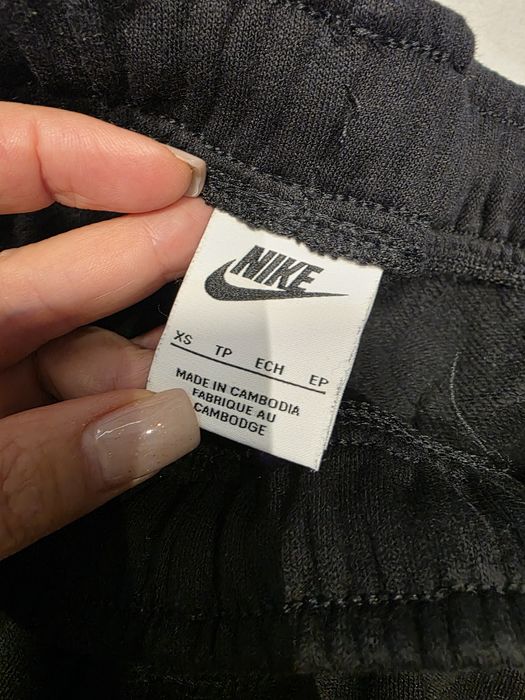 NIKE
XS TP ECH EP
MADE IN CAMBODIA
FABRIQUE AU
CAMBODGE